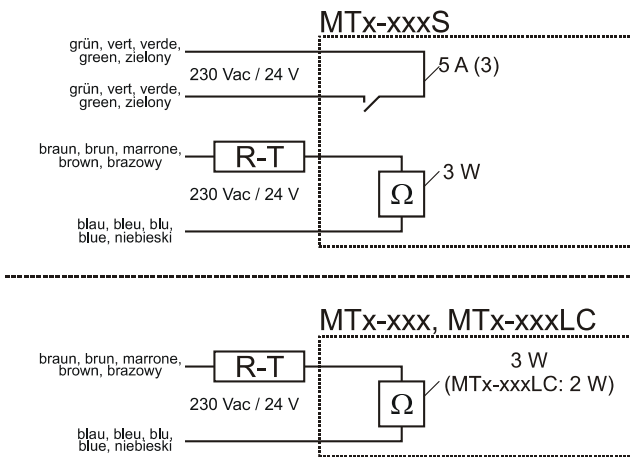 MTx-xxxS
grün, vert, verde,
green, zielony
230 Vac / 24 V
5 A (3)
grün, vert, verde,
green, zielony
braun, brun, marrone,
brown, brazowy
R-T
3 W
230 Vac / 24 V
Ω
blau, bleu, blu,
blue, niebieski
MTx-xxx, MTx-xxxLC
braun, brun, marrone,
brown, brazowy
R-T
3 W
(MTx-xxxLC: 2 W)
230 Vac / 24 V
Ω
blau, bleu, blu,
blue, niebieski